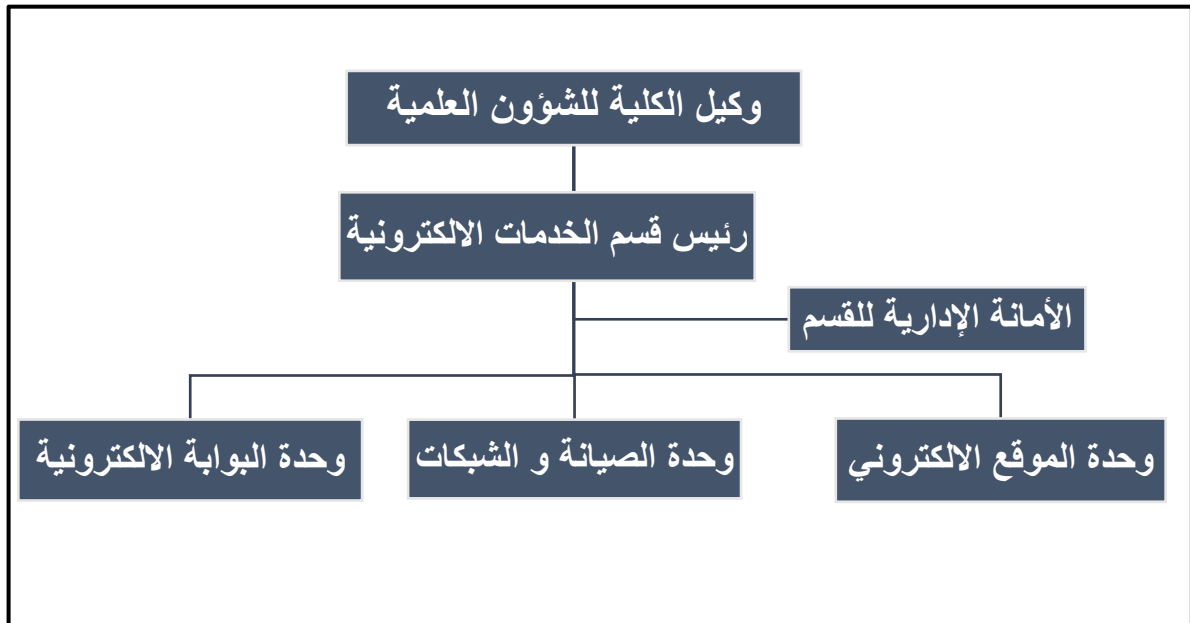 وكيل الكلية للشؤون العلمية
رئيس قسم الخدمات الالكترونية
الأمانة الإدارية للقسم
وحدة الموقع الالكتروني
وحدة الصيانة و الشبكات
وحدة البوابة الالكترونية